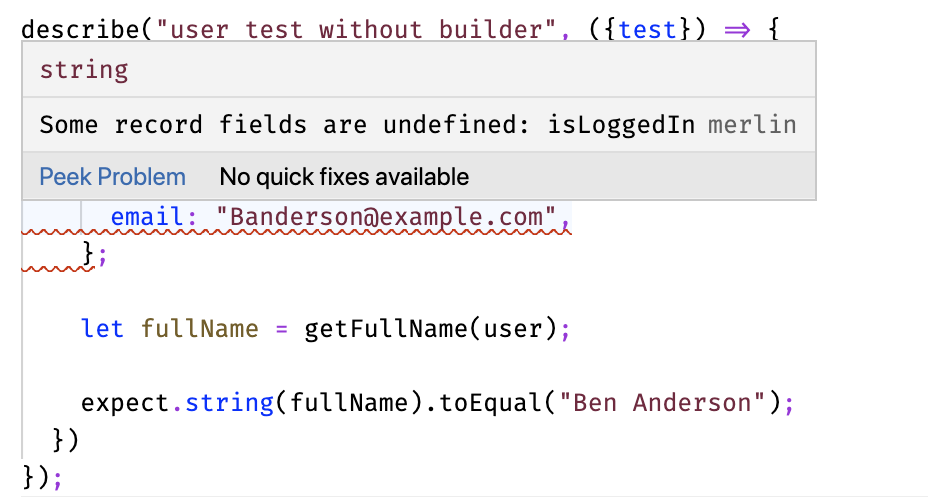 describe("user test without builder", ({test}) => {
string
Some record fields are undefined: isLoggedIn merlin
Peek Problem No quick fixes available
email: "Banderson@example.com",
};
let fullName = getFullName(user);
expect.string(fullName).toEqual("Ben Anderson");
})
});